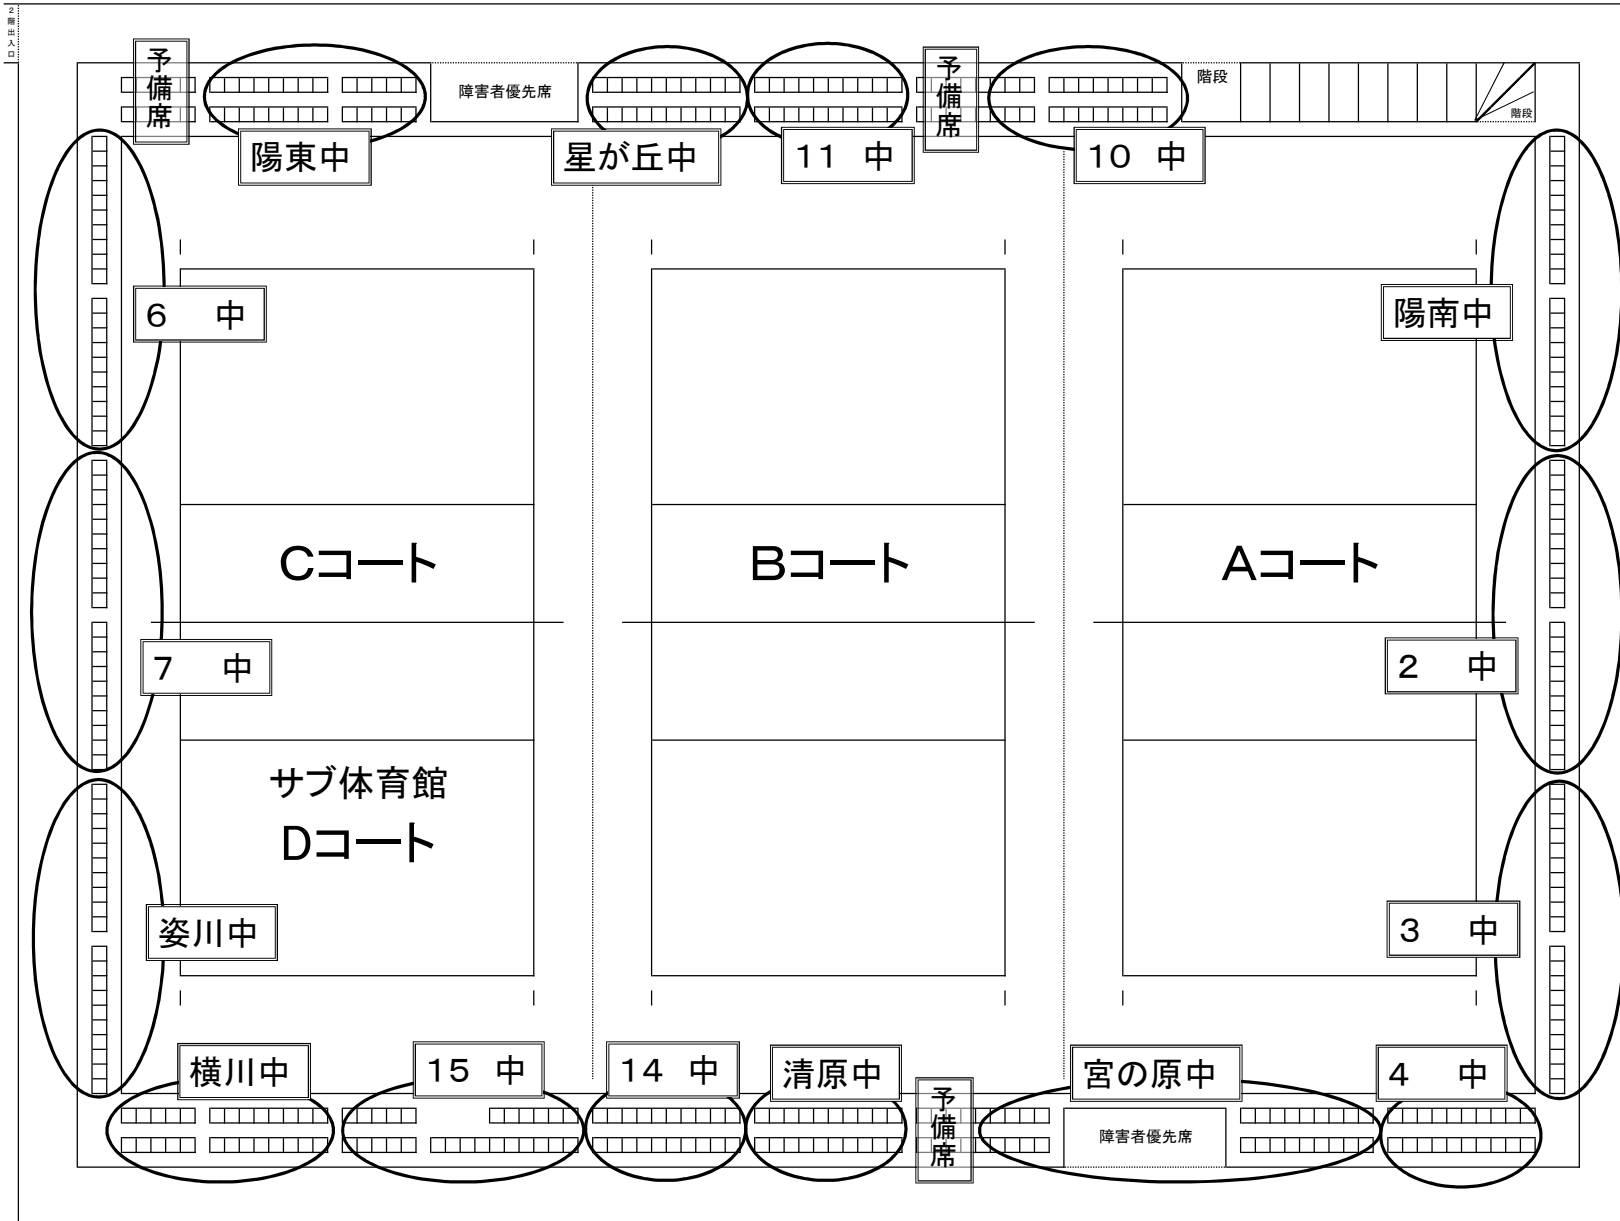 2階出入口
予備席
障害者優先席
予備席
階段
階段
陽東中
星が丘中
11 中
10 中
6 中
陽南中
Cコート
Bコート
Aコート
7 中
2 中
サブ体育館
Dコート
姿川中
3 中
横川中
15 中
14 中
清原中
宮の原中
4 中
予備席
障害者優先席